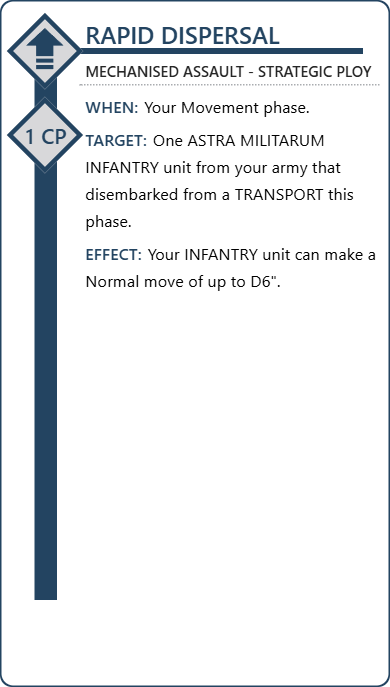 RAPID DISPERSAL
MECHANISED ASSAULT - STRATEGIC PLOY
1 CP
WHEN: Your Movement phase.
TARGET: One ASTRA MILITARUM
INFANTRY unit from your army that
disembarked from a TRANSPORT this
phase.
EFFECT: Your INFANTRY unit can make a
Normal move of up to D6".